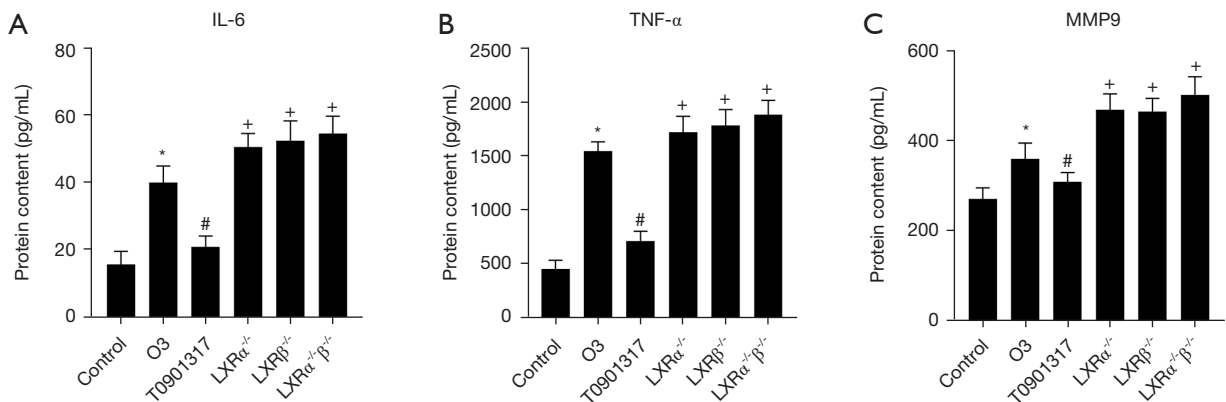 A
IL-6
Protein content (pg/mL)
80
60
40
20
0
*
#
+
+
+
Control
O3
T0901317
LXRα⁻/⁻
LXRβ⁻/⁻
LXRα⁻/⁻β⁻/⁻
B
TNF-α
Protein content (pg/mL)
2500
2000
1500
1000
500
0
*
#
+
+
+
Control
O3
T0901317
LXRα⁻/⁻
LXRβ⁻/⁻
LXRα⁻/⁻β⁻/⁻
C
MMP9
Protein content (pg/mL)
600
400
200
0
*
#
+
+
+
Control
O3
T0901317
LXRα⁻/⁻
LXRβ⁻/⁻
LXRα⁻/⁻β⁻/⁻